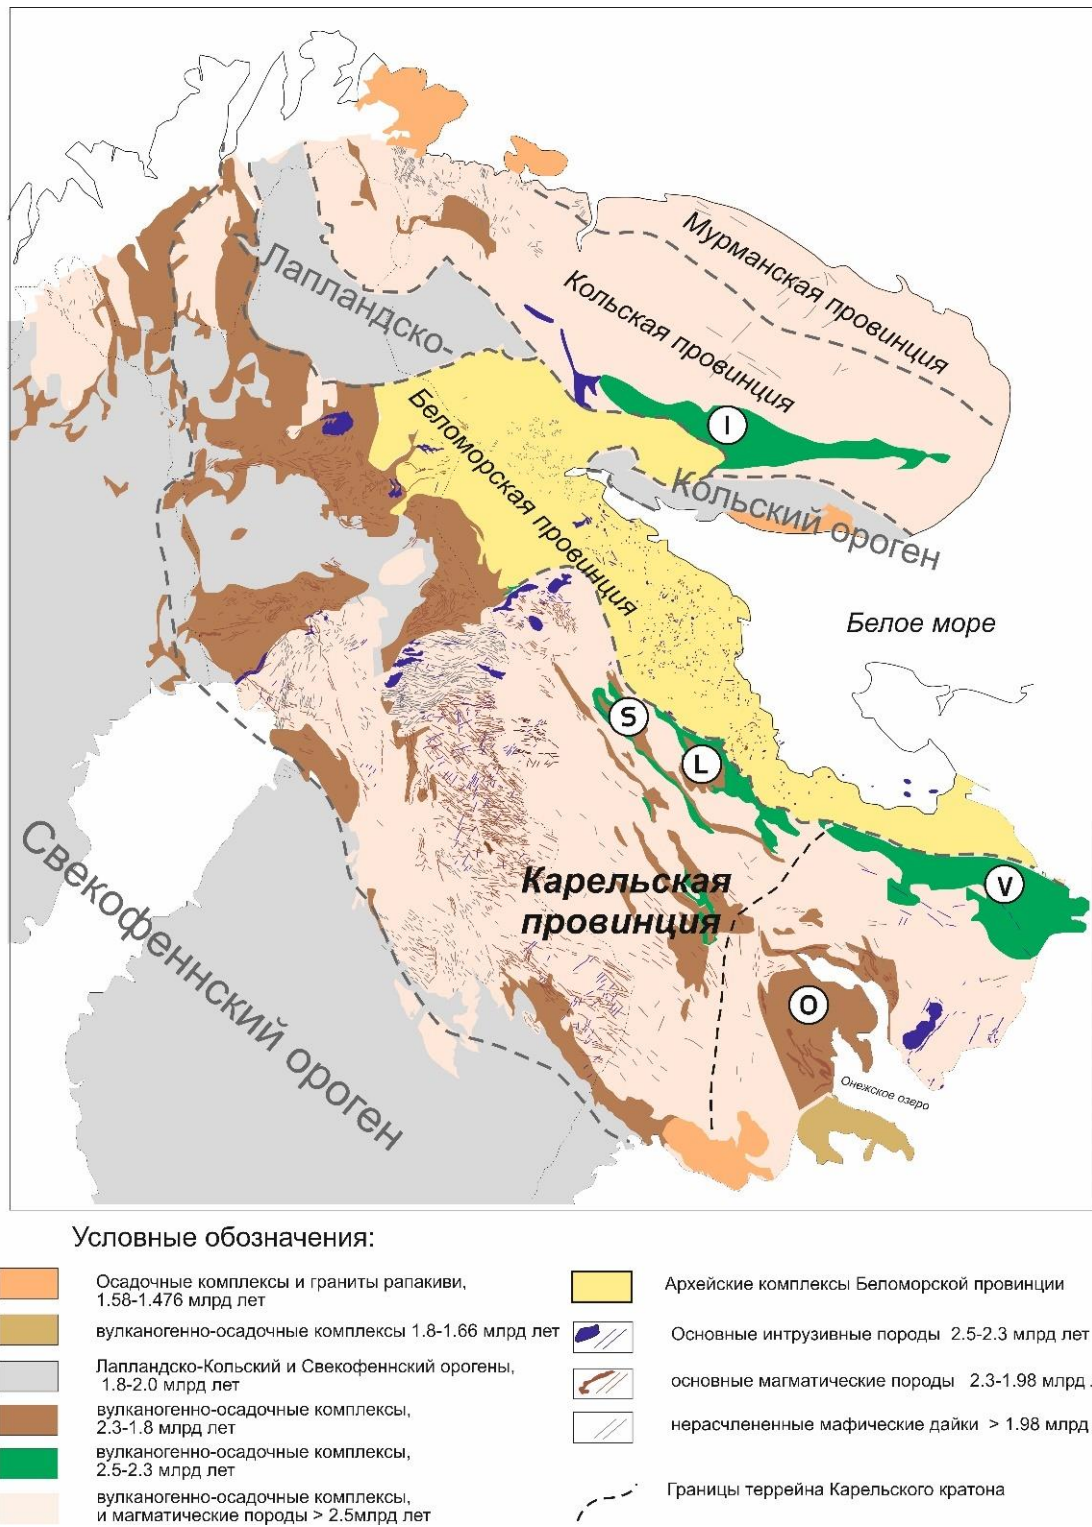 Мурманская провинция
Кольская провинция
Лапландско-
Беломорская провинция
I
Кольский ороген
Белое море
S
L
Карельская
провинция
V
O
Свекофеннский ороген
Онежское озеро
Условные обозначения:
Осадочные комплексы и граниты рапакиви,
1.58-1.476 млрд лет
вулканогенно-осадочные комплексы 1.8-1.66 млрд лет
Лапландско-Кольский и Свекофеннский орогены,
1.8-2.0 млрд лет
вулканогенно-осадочные комплексы,
2.3-1.8 млрд лет
вулканогенно-осадочные комплексы,
2.5-2.3 млрд лет
вулканогенно-осадочные комплексы,
и магматические породы > 2.5млрд лет
Архейские комплексы Беломорской провинции
Основные интрузивные породы 2.5-2.3 млрд лет
основные магматические породы 2.3-1.98 млрд
нерасчлененные мафические дайки > 1.98 млрд
Границы террейна Карельского кратона